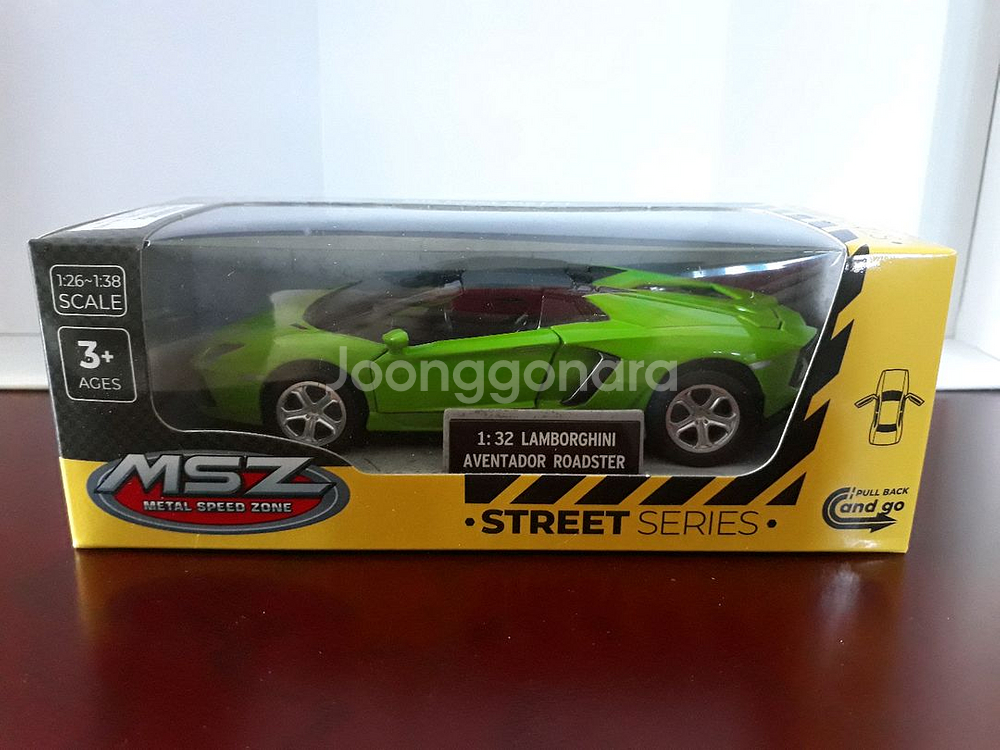 1:26~1:38
SCALE
3+
AGES
Joonggonara
1:32 LAMBORGHINI
AVENTADOR ROADSTER
MSZ
METAL SPEED ZONE
• STREET SERIES •
PULL BACK
and go